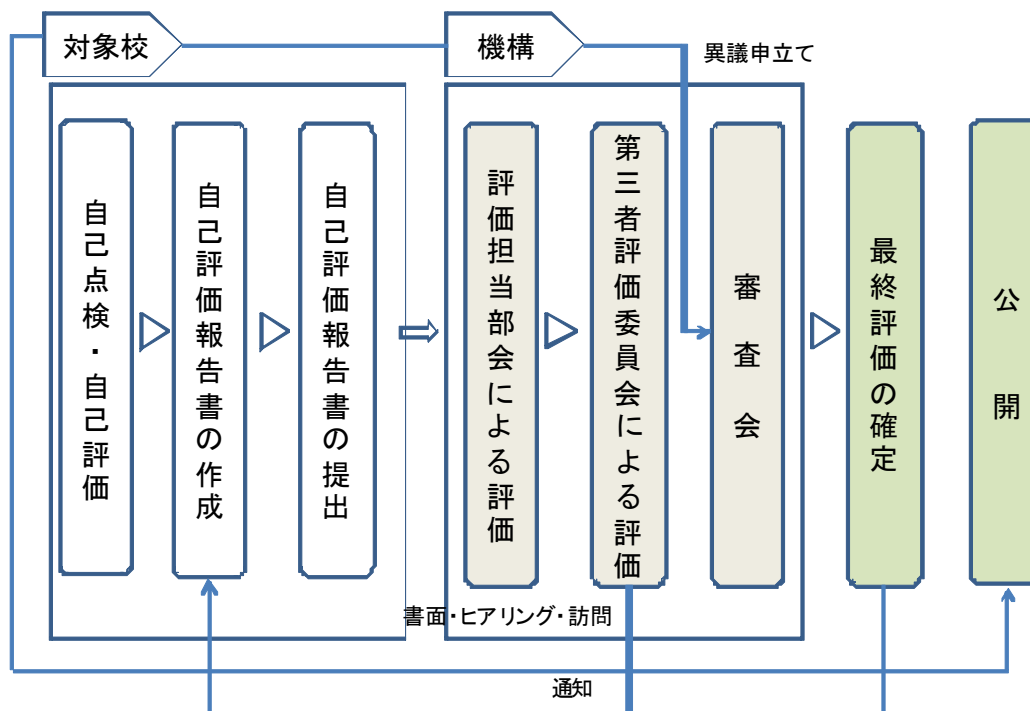 対象校
機構
異議申立て
自己点検・自己評価
自己評価報告書の作成
自己評価報告書の提出
評価担当部会による評価
第三者評価委員会による評価
審査会
最終評価の確定
公開
書面・ヒアリング・訪問
通知